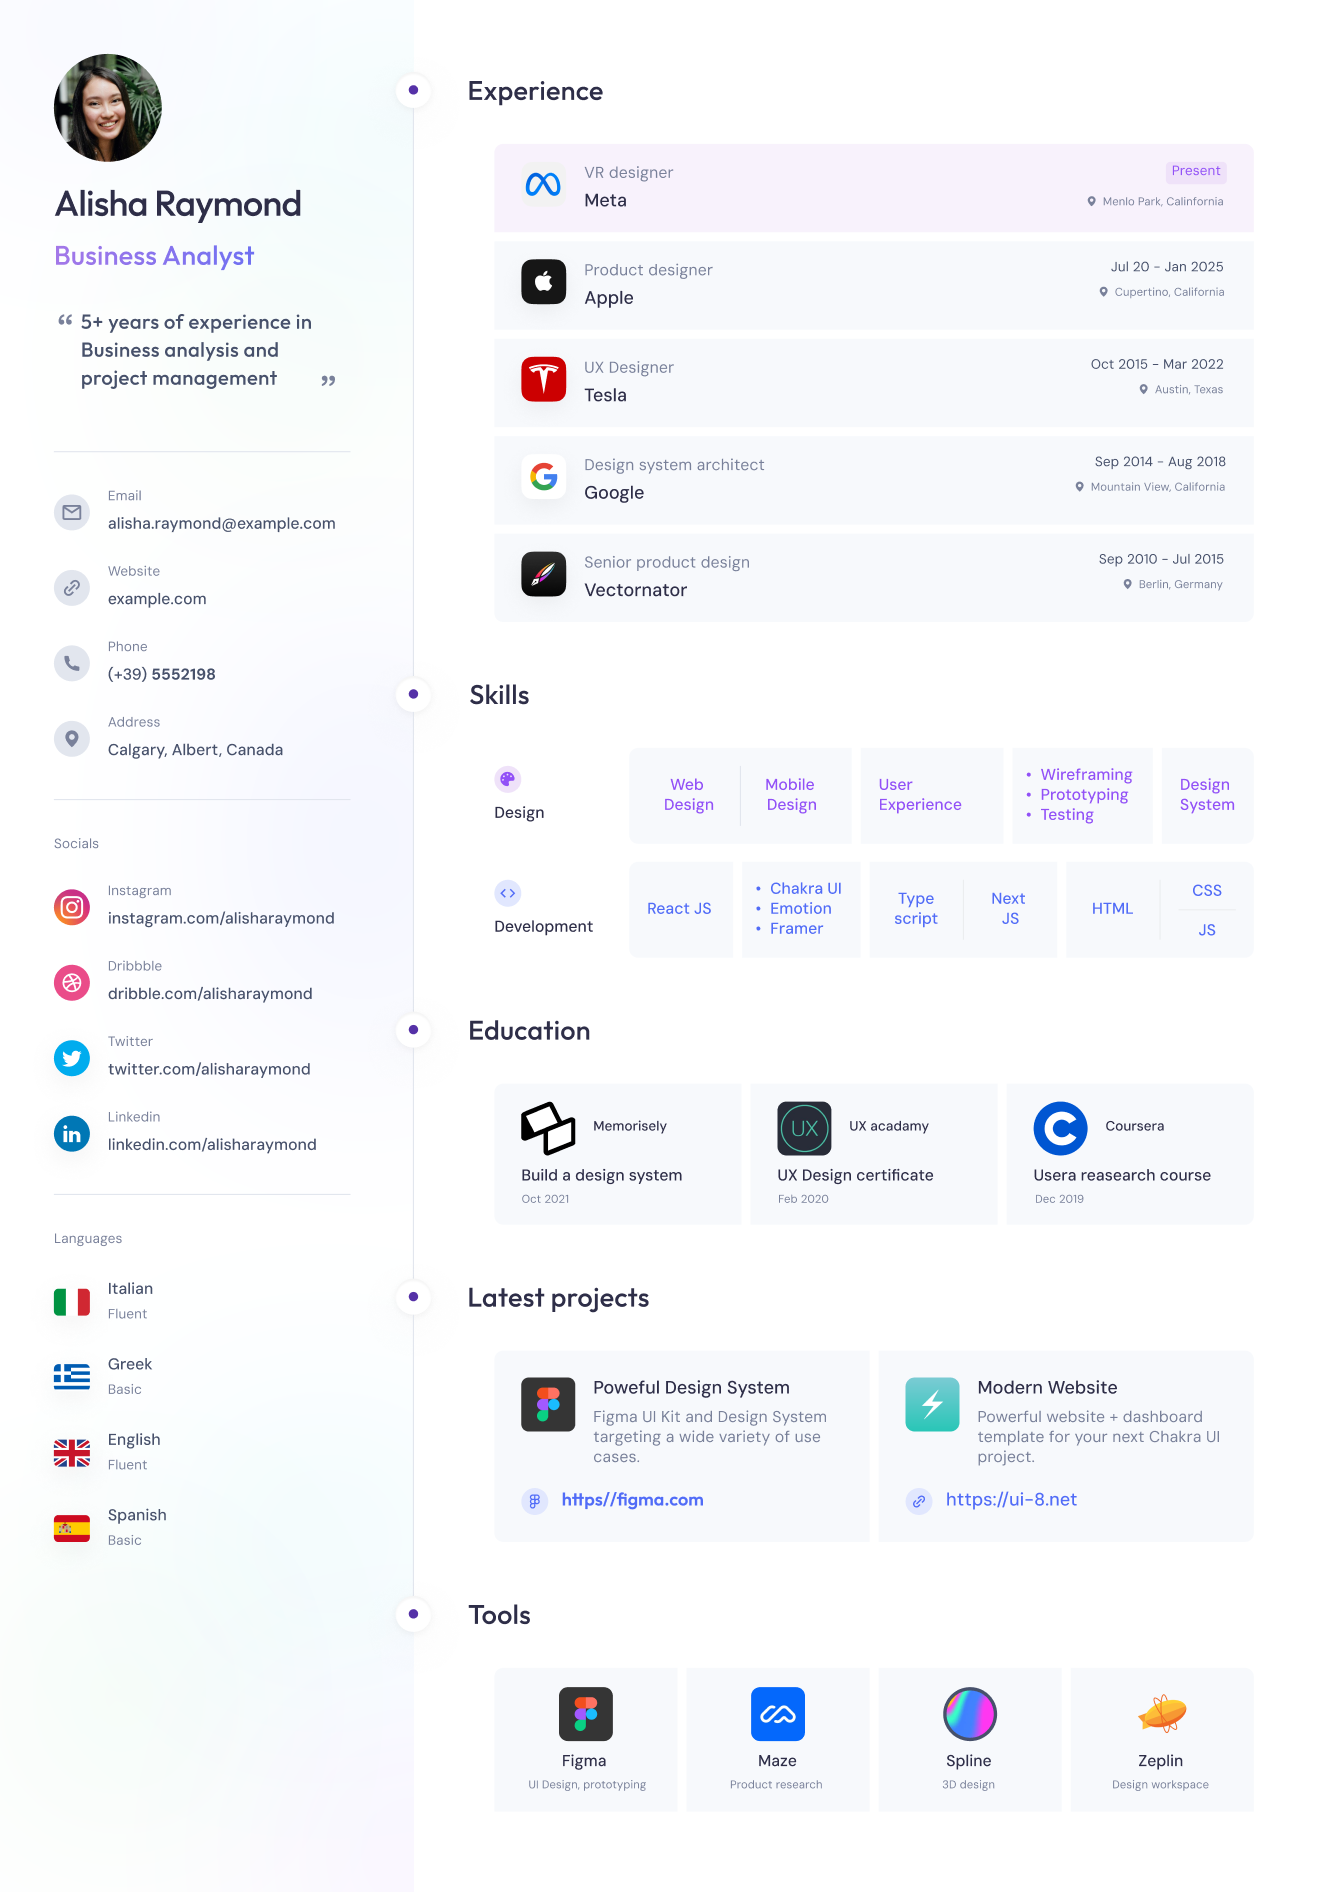 Alisha Raymond
Business Analyst
“ 5+ years of experience in
Business analysis and
project management ”
Email
alisha.raymond@example.com
Website
example.com
Phone
(+39) 5552198
Address
Calgary, Albert, Canada
Socials
Instagram
instagram.com/alisharaymond
Dribbble
dribble.com/alisharaymond
Twitter
twitter.com/alisharaymond
Linkedin
in
linkedin.com/alisharaymond
Languages
Italian
Fluent
Greek
Basic
English
Fluent
Spanish
Basic
Experience
VR designer
Meta
Present
Menlo Park, Calinfornia
Product designer
Apple
Jul 20 - Jan 2025
Cupertino, California
UX Designer
Tesla
Oct 2015 - Mar 2022
Austin, Texas
Design system architect
Google
Sep 2014 - Aug 2018
Mountain View, California
Senior product design
Vectornator
Sep 2010 - Jul 2015
Berlin, Germany
Skills
Design
Web
Design
Mobile
Design
User
Experience
• Wireframing
• Prototyping
• Testing
Design
System
Development
React JS
• Chakra UI
• Emotion
• Framer
Type
script
Next
JS
HTML
CSS
JS
Education
Memorisely
Build a design system
Oct 2021
UX
UX acadamy
UX Design certificate
Feb 2020
Coursera
Usera reasearch course
Dec 2019
Latest projects
Poweful Design System
Figma UI Kit and Design System
targeting a wide variety of use
cases.
https//figma.com
Modern Website
Powerful website + dashboard
template for your next Chakra UI
project.
https://ui-8.net
Tools
Figma
UI Design, prototyping
Maze
Product research
Spline
3D design
Zeplin
Design workspace